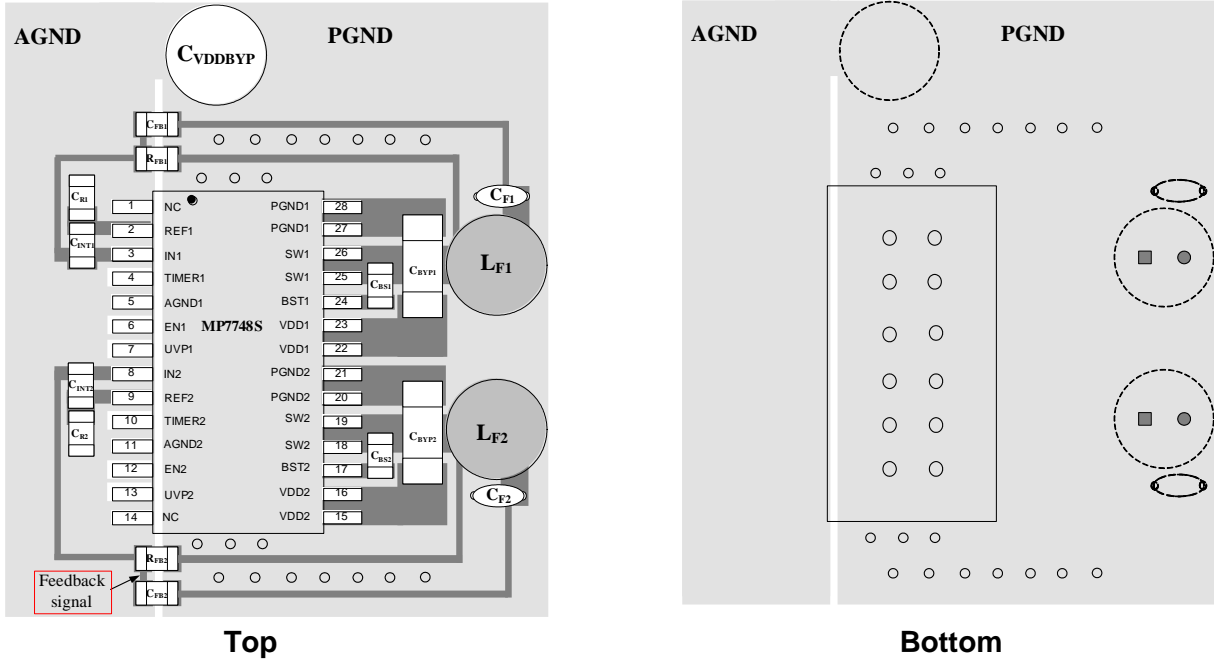 AGND
PGND
CVDDBYP
CFB1
RFB1
CR1
CINT1
CF1
LF1
CBYP1
CBS1
1 NC
2 REF1
3 IN1
4 TIMER1
5 AGND1
6 EN1
7 UVP1
8 IN2
9 REF2
10 TIMER2
11 AGND2
12 EN2
13 UVP2
14 NC
MP7748S
PGND1 28
PGND1 27
SW1 26
SW1 25
BST1 24
VDD1 23
VDD1 22
PGND2 21
PGND2 20
SW2 19
SW2 18
BST2 17
VDD2 16
VDD2 15
CINT2
CR2
LF2
CBYP2
CBS2
CF2
RFB2
CFB2
Feedback
signal
Top
AGND
PGND
Bottom